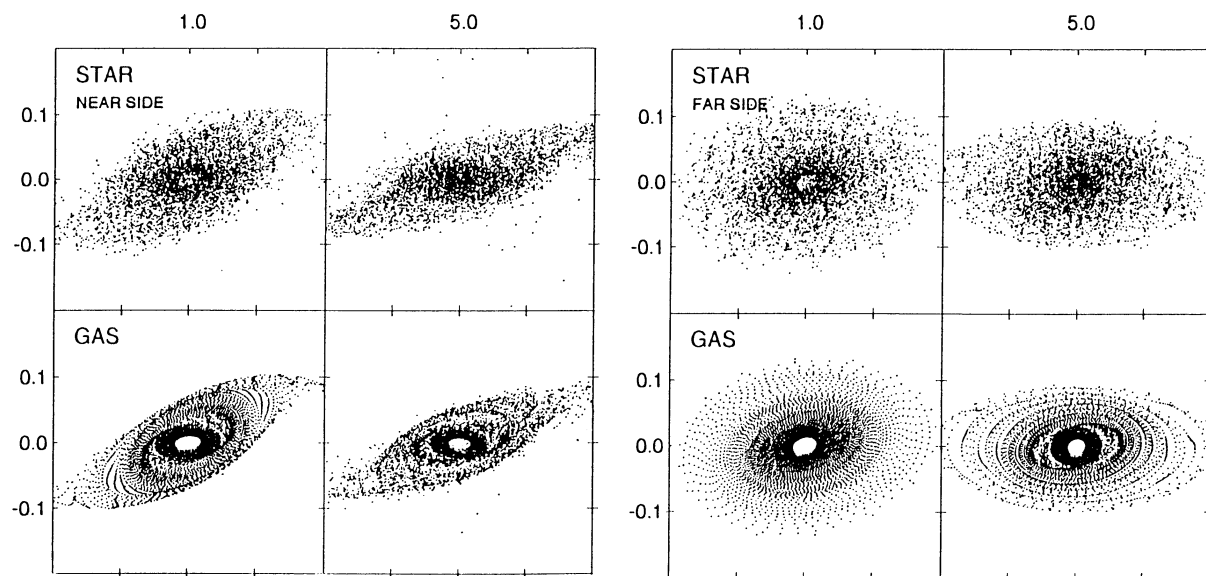 1.0 5.0 1.0 5.0
STAR STAR
NEAR SIDE FAR SIDE
0.1 0.1
0.0 0.0
-0.1 -0.1
GAS GAS
0.1 0.1
0.0 0.0
-0.1 -0.1